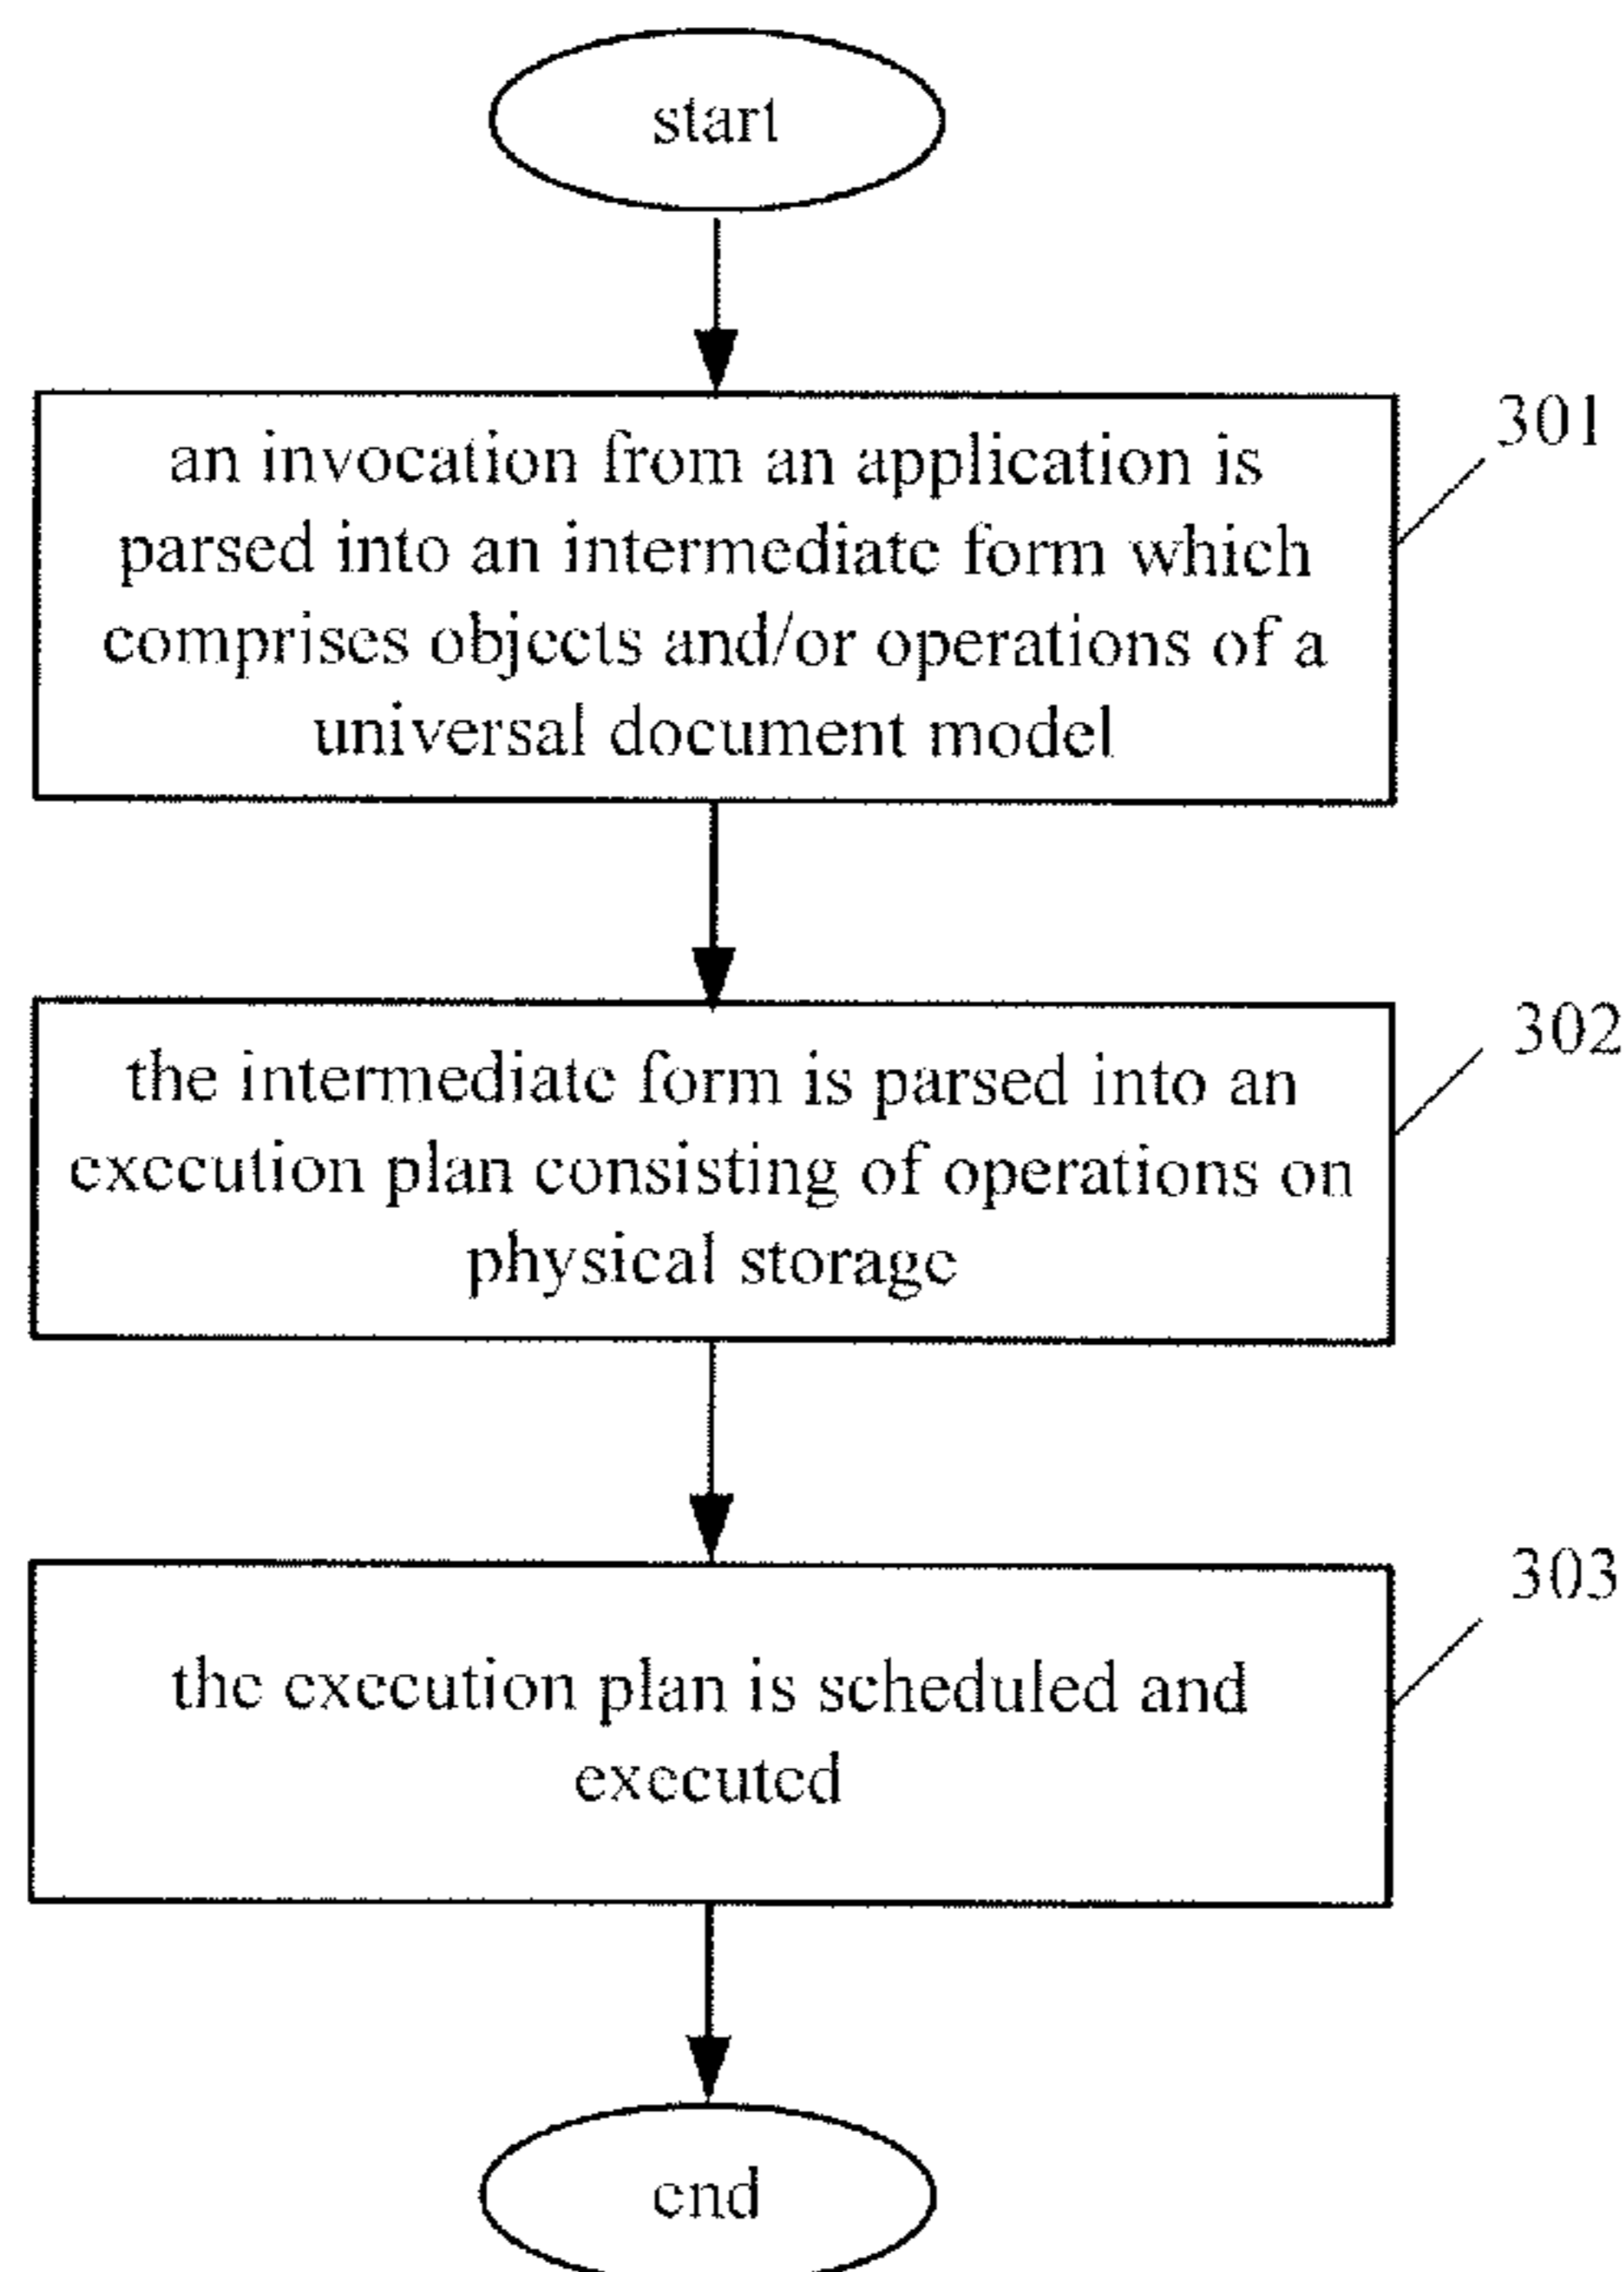 start
301
an invocation from an application is
parsed into an intermediate form which
comprises objects and/or operations of a
universal document model
302
the intermediate form is parsed into an
execution plan consisting of operations on
physical storage
303
the execution plan is scheduled and
executed
end